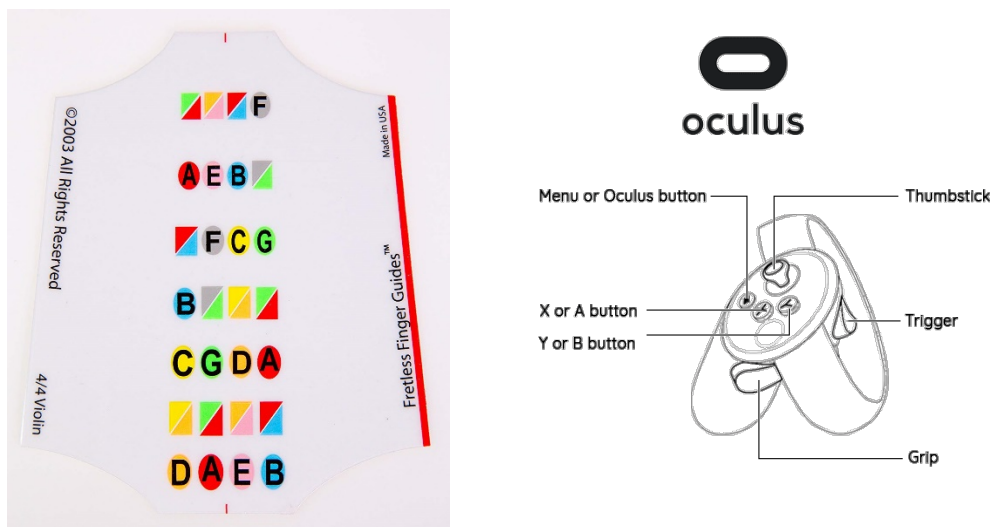 ©2003 All Rights Reserved
4/4 Violin
Made in USA
Fretless Finger Guides™
F
A E B
F C G
B
C G D A
D A E B
oculus
Menu or Oculus button
Thumbstick
X or A button
Y or B button
Trigger
Grip
X
Y